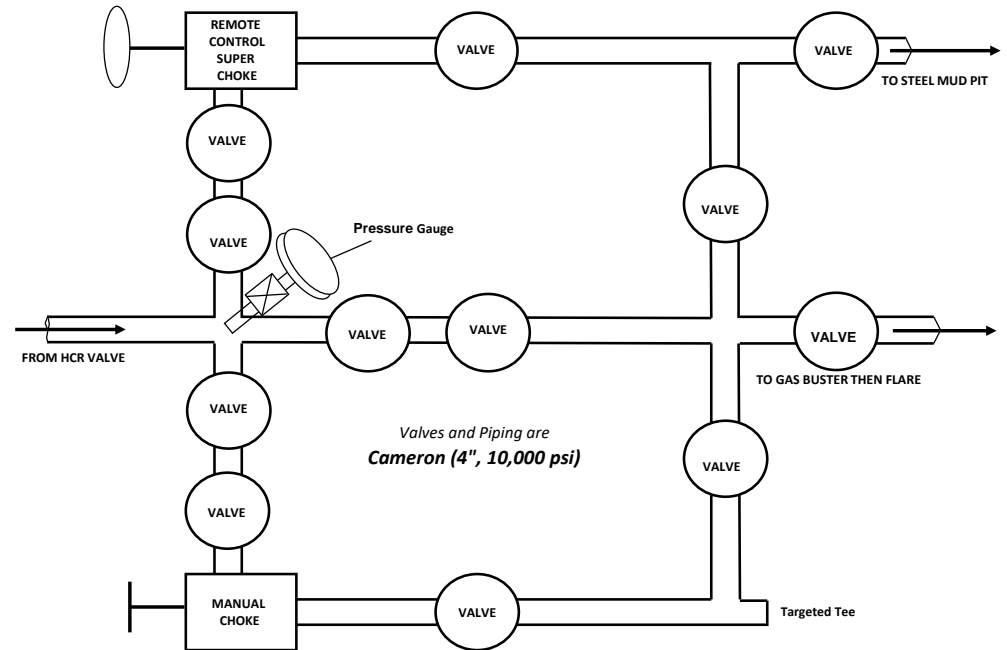 REMOTE
CONTROL
SUPER
CHOKE
VALVE
VALVE
TO STEEL MUD PIT
VALVE
VALVE
VALVE
Pressure Gauge
FROM HCR VALVE
VALVE
VALVE
VALVE
TO GAS BUSTER THEN FLARE
VALVE
Valves and Piping are
Cameron (4", 10,000 psi)
VALVE
VALVE
MANUAL
CHOKE
VALVE
Targeted Tee